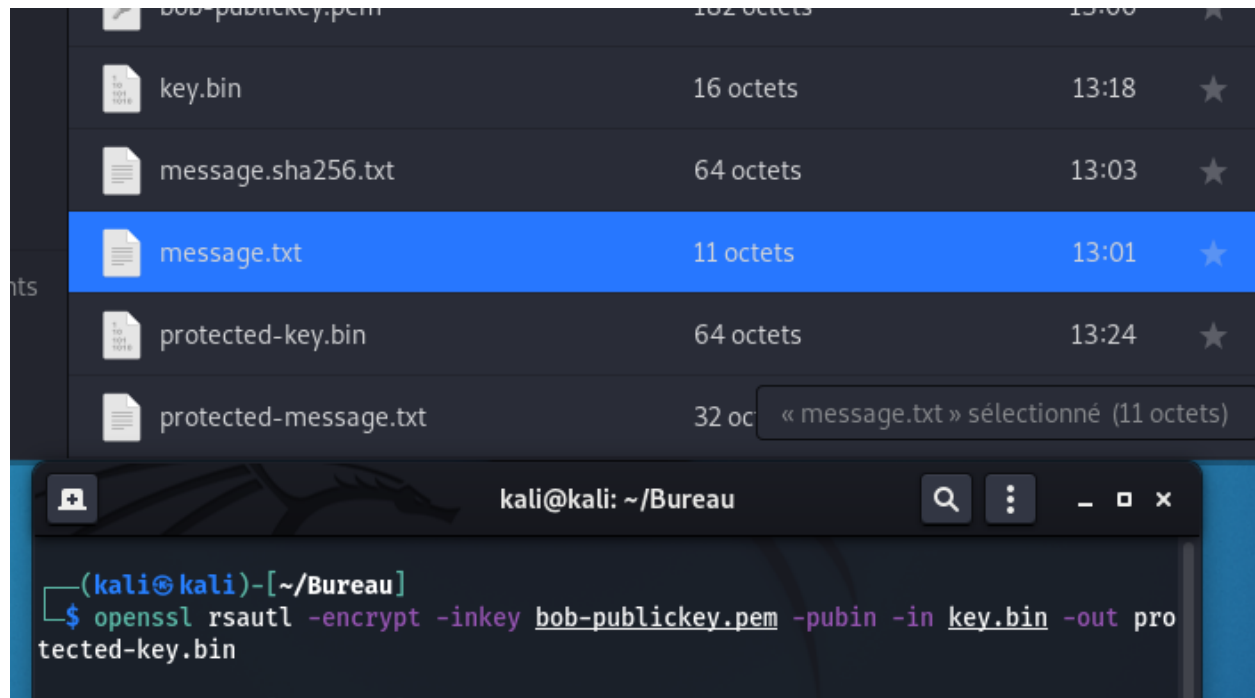 bob-publickey.pem 182 octets 13:06
key.bin 16 octets 13:18
message.sha256.txt 64 octets 13:03
message.txt 11 octets 13:01
nts
protected-key.bin 64 octets 13:24
protected-message.txt 32 oc
« message.txt » sélectionné (11 octets)
kali@kali: ~/Bureau
(kali㉿kali)-[~/Bureau]
$ openssl rsautl -encrypt -inkey bob-publickey.pem -pubin -in key.bin -out pro
tected-key.bin